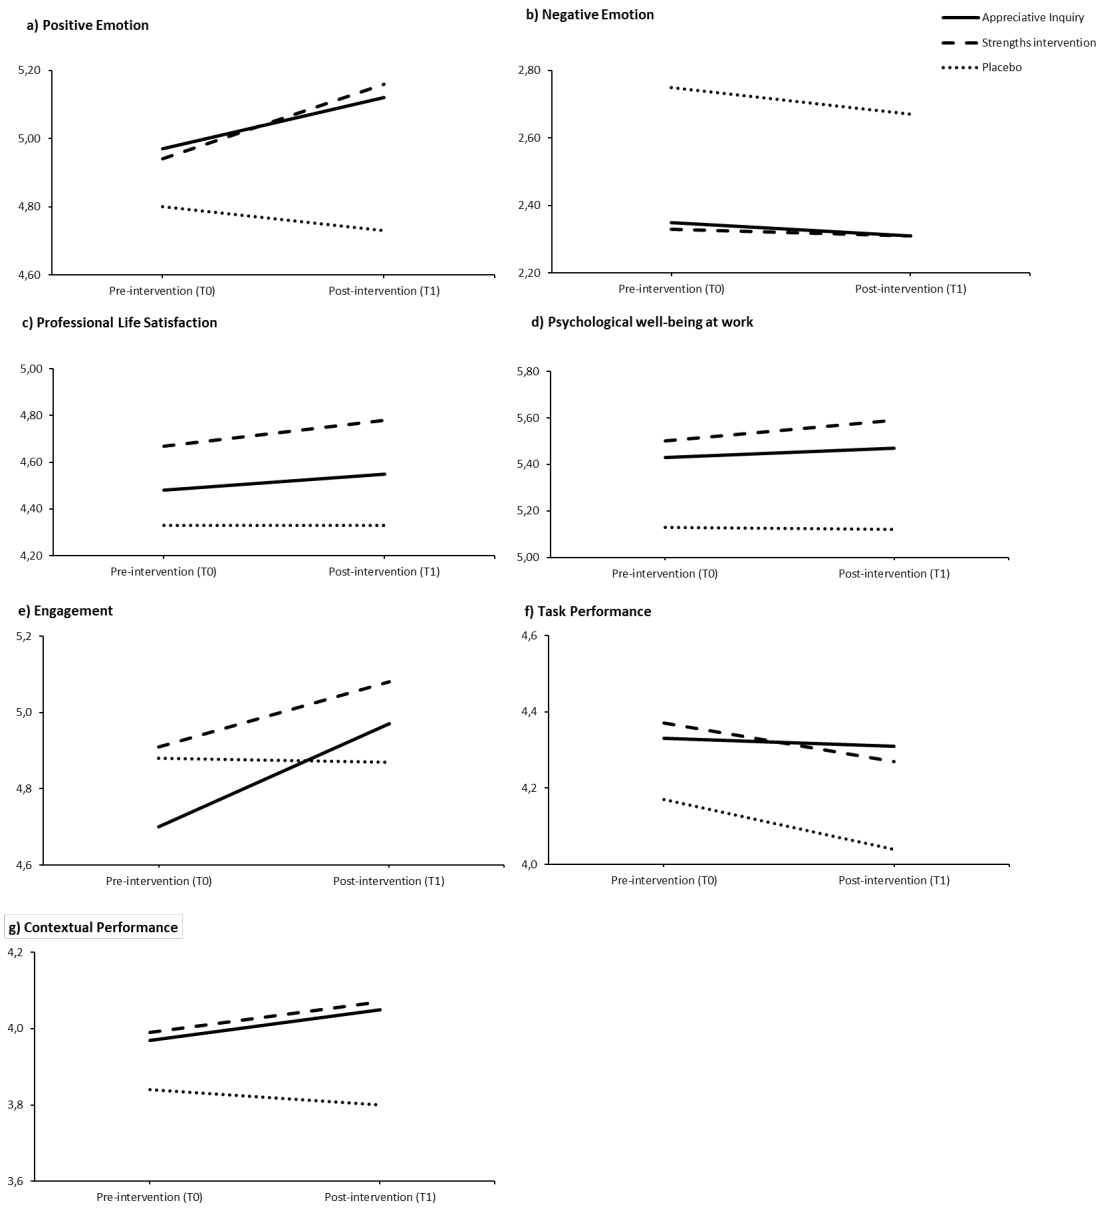 a) Positive Emotion
5,20
5,00
4,80
4,60
Pre-intervention (T0)
Post-intervention (T1)
b) Negative Emotion
Appreciative Inquiry
Strengths intervention
Placebo
2,80
2,60
2,40
2,20
Pre-intervention (T0)
Post-intervention (T1)
c) Professional Life Satisfaction
5,00
4,80
4,60
4,40
4,20
Pre-intervention (T0)
Post-intervention (T1)
d) Psychological well-being at work
5,80
5,60
5,40
5,20
5,00
Pre-intervention (T0)
Post-intervention (T1)
e) Engagement
5,2
5,0
4,8
4,6
Pre-intervention (T0)
Post-intervention (T1)
f) Task Performance
4,6
4,4
4,2
4,0
Pre-intervention (T0)
Post-intervention (T1)
g) Contextual Performance
4,2
4,0
3,8
3,6
Pre-intervention (T0)
Post-intervention (T1)